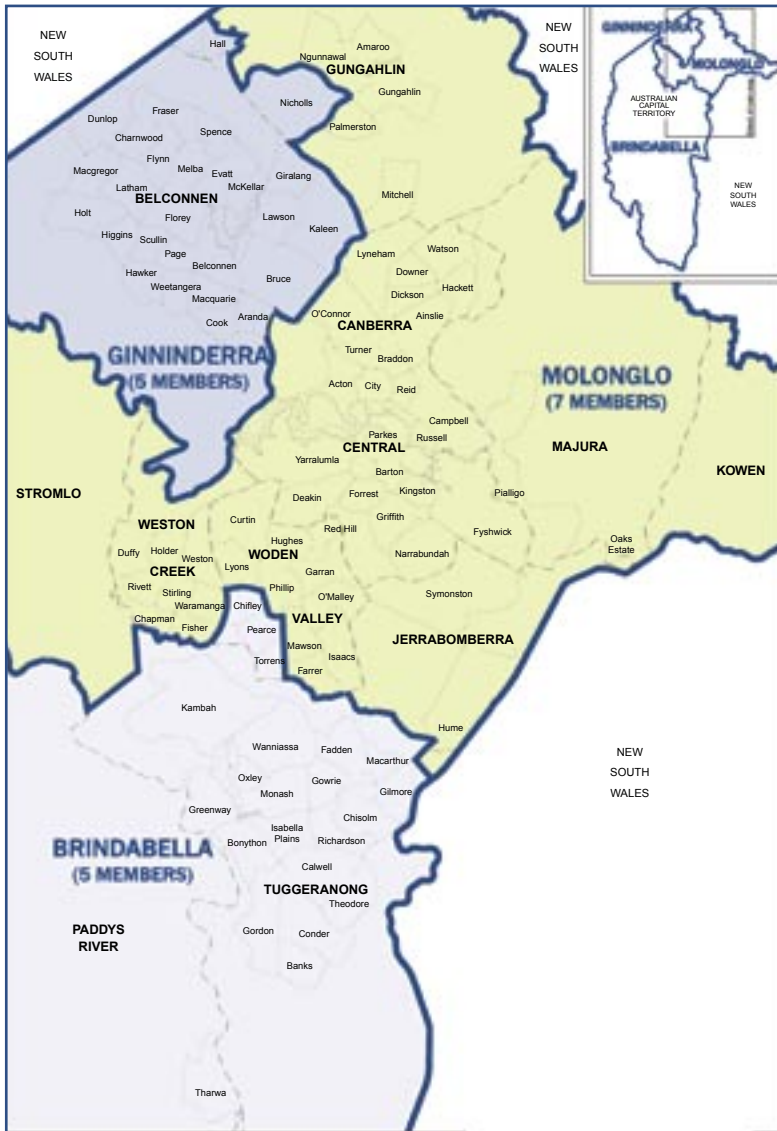 NEW
SOUTH
WALES
Hall
Amaroo
Ngunnawal
GUNGAHLIN
Gungahlin
Nicholls
Palmerston
Dunlop
Fraser
Charnwood
Spence
Flynn
Macgregor
Melba
Evatt
Giralang
Latham
McKellar
BELCONNEN
Mitchell
Holt
Florey
Lawson
Kaleen
Higgins
Scullin
Page
Hawker
Belconnen
Weetangera
Bruce
Macquarie
Cook
Aranda
GINNINDERRA
(5 MEMBERS)
NEW
SOUTH
WALES
GINNINDERRA
MOLONGLO
AUSTRALIAN
CAPITAL
TERRITORY
BRINDABELLA
NEW
SOUTH
WALES
Lyneham
Watson
Downer
Hackett
Dickson
O'Connor
Ainslie
CANBERRA
Turner
Braddon
Acton
City
Reid
MOLONGLO
(7 MEMBERS)
Campbell
Parkes
Russell
CENTRAL
MAJURA
Yarralumla
Barton
KOWEN
Deakin
Forrest
Kingston
Pialligo
STROMLO
WESTON
Curtin
Griffith
Red Hill
Fyshwick
Hughes
Oaks
Estate
Duffy
Holder
Weston
WODEN
Narrabundah
CREEK
Lyons
Garran
Rivett
Stirling
Phillip
O'Malley
Symonston
Waramanga
Chifley
Chapman
Fisher
VALLEY
Pearce
JERRABOMBERRA
Mawson
Isaacs
Torrens
Farrer
Kambah
Hume
Wanniassa
Fadden
Macarthur
NEW
SOUTH
WALES
Oxley
Gowrie
Monash
Gilmore
Greenway
Chisolm
Isabella
Plains
Bonython
Richardson
BRINDABELLA
(5 MEMBERS)
Calwell
TUGGERANONG
Theodore
PADDYS
RIVER
Gordon
Conder
Banks
Tharwa